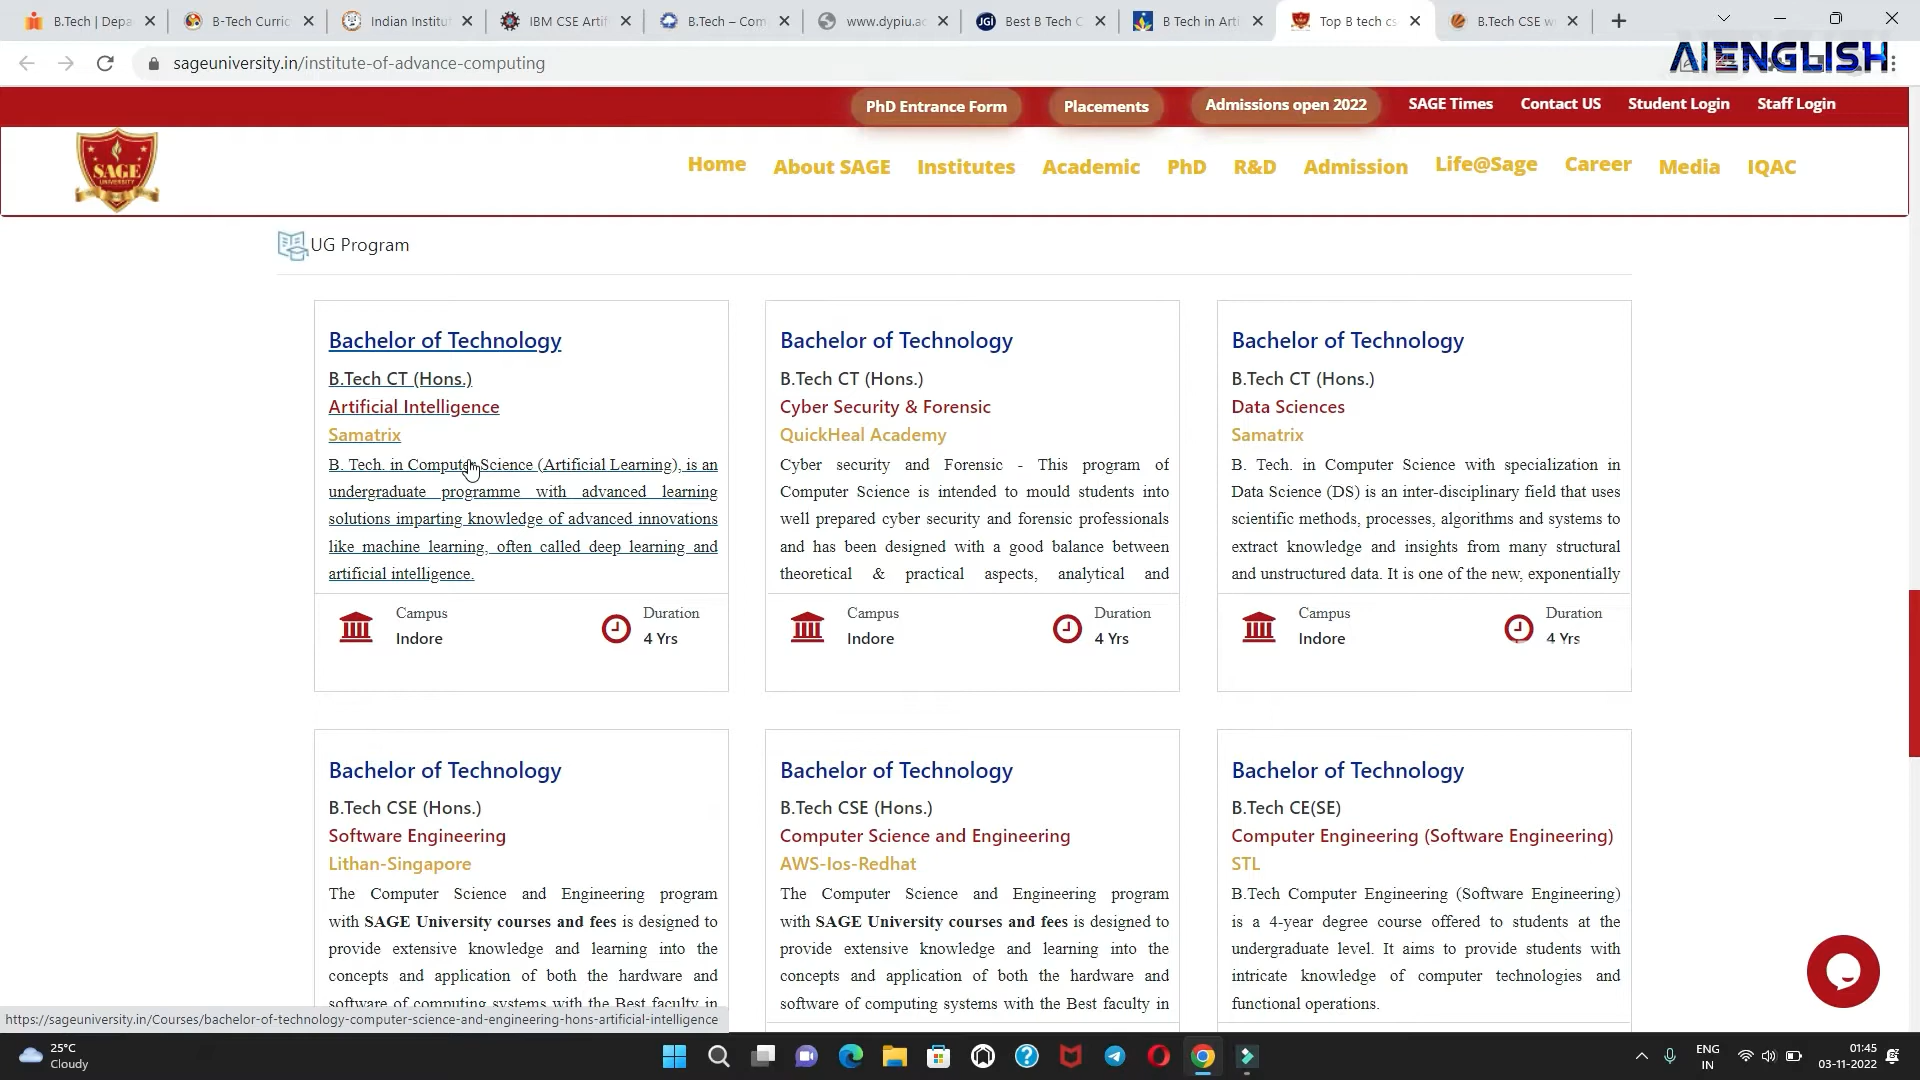 B.Tech | Depa
B-Tech Curric
Indian Institut
IBM CSE Artif
B.Tech – Com
www.dypiu.ac
Best B Tech C
B Tech in Arti
Top B tech cs
B.Tech CSE w
sageuniversity.in/institute-of-advance-computing
AIENGLISH
PhD Entrance Form
Placements
Admissions open 2022
SAGE Times
Contact US
Student Login
Staff Login
SAGE
UNIVERSITY
Home
About SAGE
Institutes
Academic
PhD
R&D
Admission
Life@Sage
Career
Media
IQAC
UG Program
Bachelor of Technology
B.Tech CT (Hons.)
Artificial Intelligence
Samatrix
B. Tech. in Computer Science (Artificial Learning), is an
undergraduate programme with advanced learning
solutions imparting knowledge of advanced innovations
like machine learning, often called deep learning and
artificial intelligence.
Campus
Indore
Duration
4 Yrs
Bachelor of Technology
B.Tech CT (Hons.)
Cyber Security & Forensic
QuickHeal Academy
Cyber security and Forensic - This program of
Computer Science is intended to mould students into
well prepared cyber security and forensic professionals
and has been designed with a good balance between
theoretical & practical aspects, analytical and
Campus
Indore
Duration
4 Yrs
Bachelor of Technology
B.Tech CT (Hons.)
Data Sciences
Samatrix
B. Tech. in Computer Science with specialization in
Data Science (DS) is an inter-disciplinary field that uses
scientific methods, processes, algorithms and systems to
extract knowledge and insights from many structural
and unstructured data. It is one of the new, exponentially
Campus
Indore
Duration
4 Yrs
Bachelor of Technology
B.Tech CSE (Hons.)
Software Engineering
Lithan-Singapore
The Computer Science and Engineering program
with SAGE University courses and fees is designed to
provide extensive knowledge and learning into the
concepts and application of both the hardware and
software of computing systems with the Best faculty in
Bachelor of Technology
B.Tech CSE (Hons.)
Computer Science and Engineering
AWS-Ios-Redhat
The Computer Science and Engineering program
with SAGE University courses and fees is designed to
provide extensive knowledge and learning into the
concepts and application of both the hardware and
software of computing systems with the Best faculty in
Bachelor of Technology
B.Tech CE(SE)
Computer Engineering (Software Engineering)
STL
B.Tech Computer Engineering (Software Engineering)
is a 4-year degree course offered to students at the
undergraduate level. It aims to provide students with
intricate knowledge of computer technologies and
functional operations.
https://sageuniversity.in/Courses/bachelor-of-technology-computer-science-and-engineering-hons-artificial-intelligence
25°C
Cloudy
ENG
IN
01:45
03-11-2022